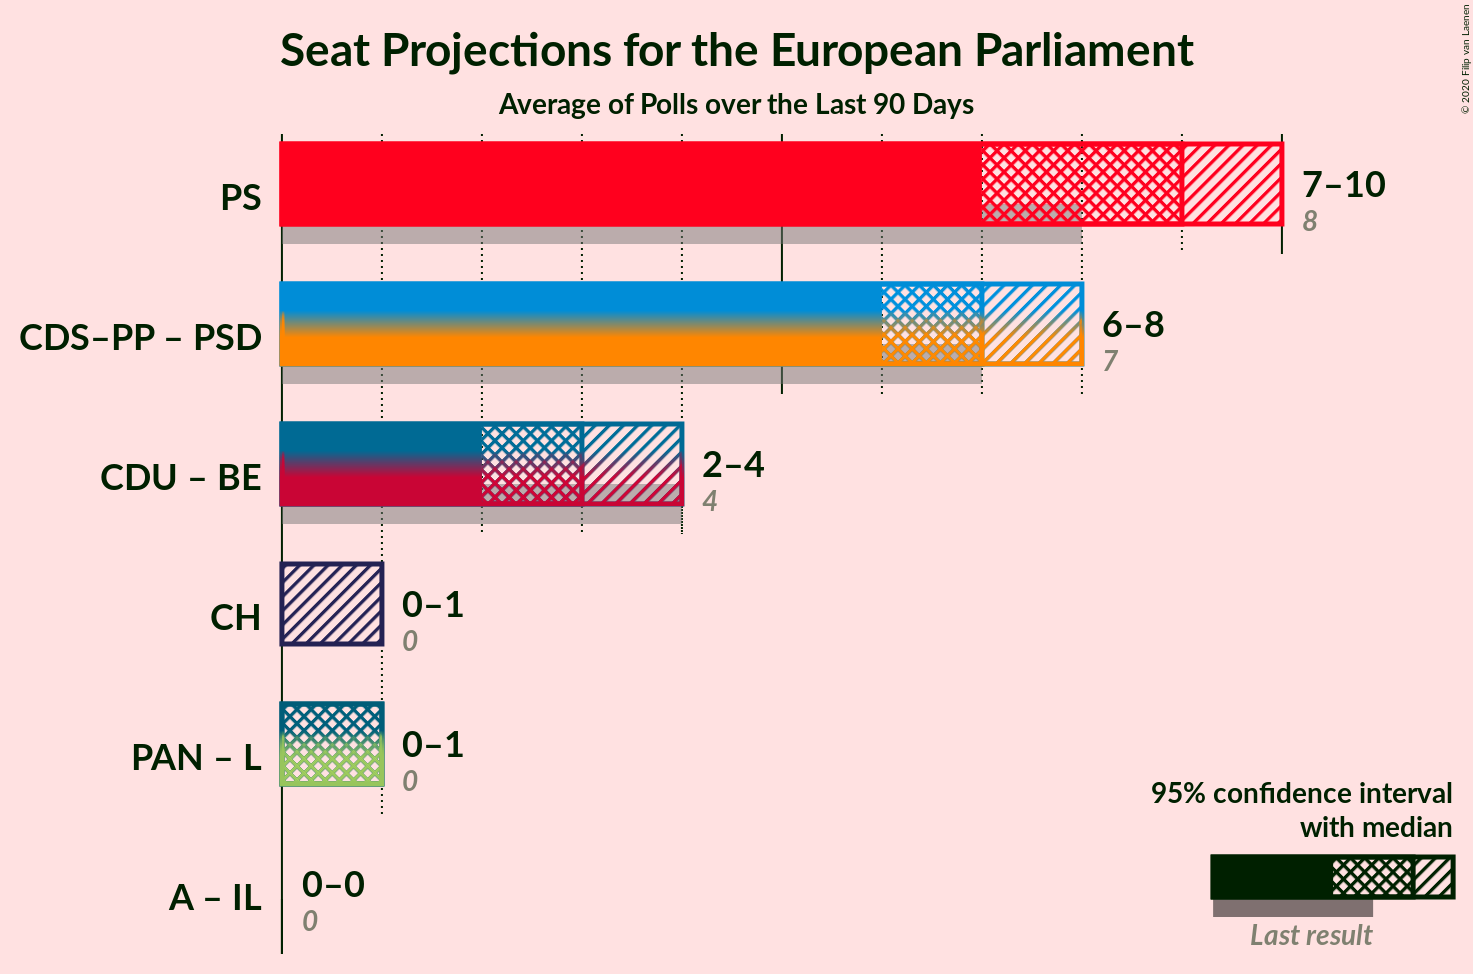 Seat Projections for the European Parliament
Average of Polls over the Last 90 Days
© 2020 Filip van Laenen
PS
7–10
8
CDS–PP – PSD
6–8
7
CDU – BE
2–4
4
CH
0–1
0
PAN – L
0–1
0
A – IL
0–0
0
95% confidence interval
with median
Last result